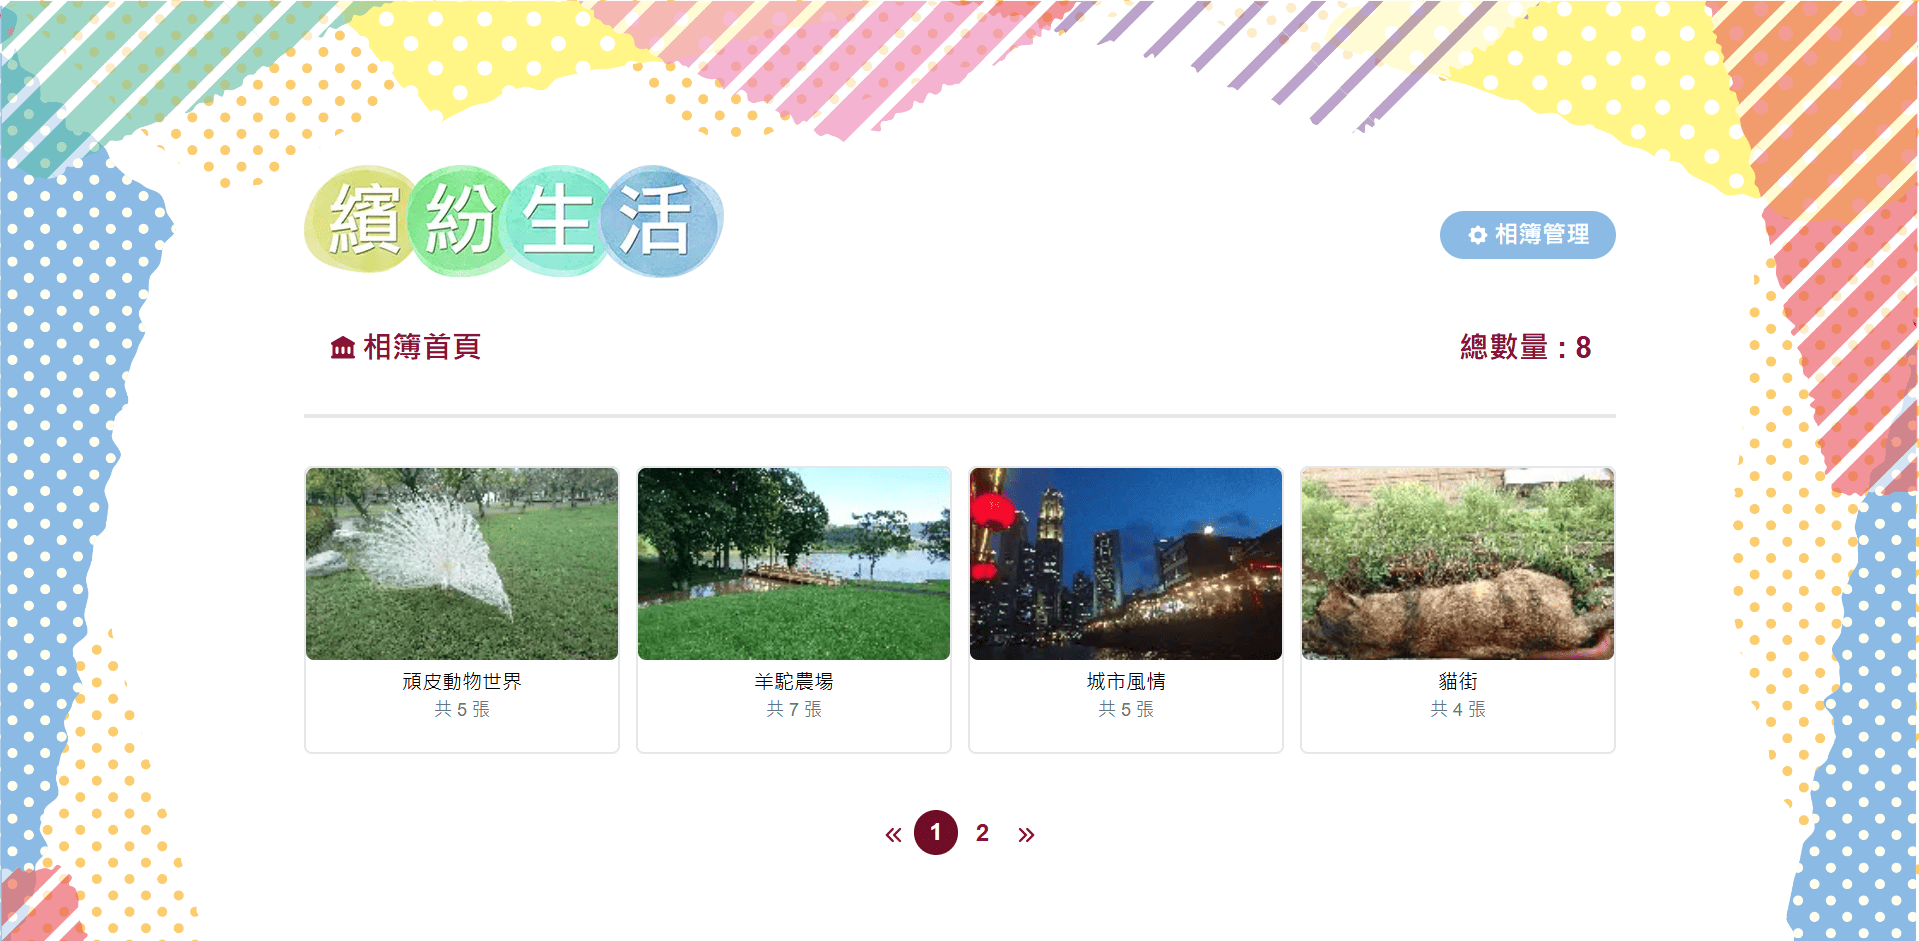 繽紛生活
相簿管理
相簿首頁
總數量：8
頑皮動物世界
共 5 張
羊駝農場
共 7 張
城市風情
共 5 張
貓街
共 4 張
« 1 2 »